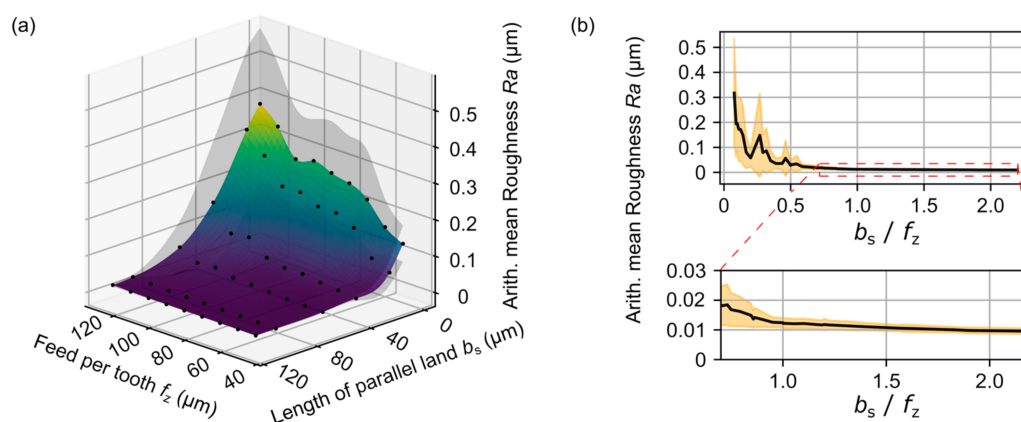 (a)
Arith. mean Roughness Ra (µm)
0.5
0.4
0.3
0.2
0.1
0
120
100
80
60
40
Feed per tooth fz (µm)
120
80
40
0
Length of parallel land bs (µm)
(b)
Arith. mean Roughness Ra (µm)
0.5
0.4
0.3
0.2
0.1
0
0 0.5 1.0 1.5 2.0
bs / fz
0.03
0.02
0.01
0
1.0 1.5 2.0
bs / fz